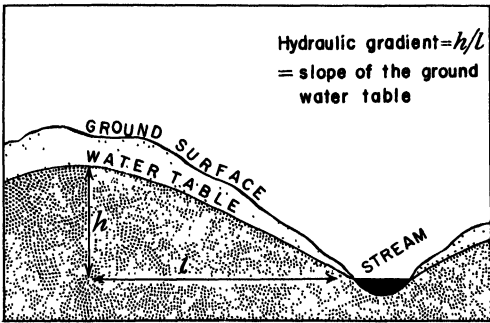 Hydraulic gradient=h/l
= slope of the ground
water table
GROUND SURFACE
WATER TABLE
h
l
STREAM